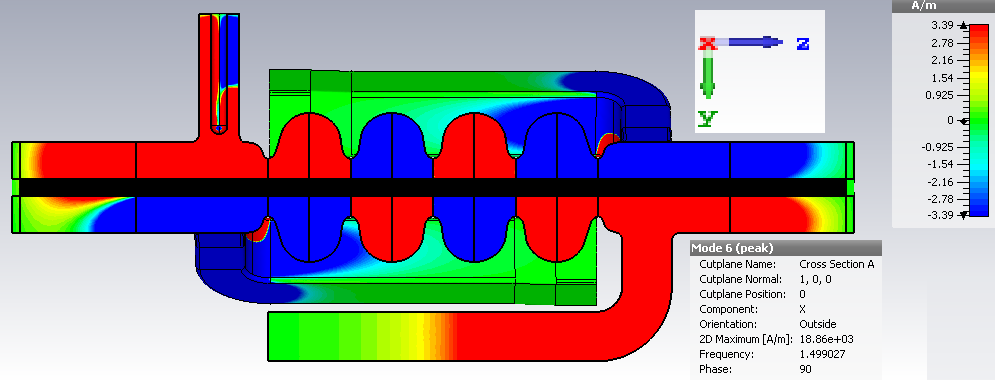 A/m
3.39
2.78
2.16
1.54
0.925
0
-0.925
-1.54
-2.16
-2.78
-3.39
X
Z
Y
Mode 6 (peak)
Cutplane Name: Cross Section A
Cutplane Normal: 1, 0, 0
Cutplane Position: 0
Component: X
Orientation: Outside
2D Maximum [A/m]: 18.86e+03
Frequency: 1.499027
Phase: 90